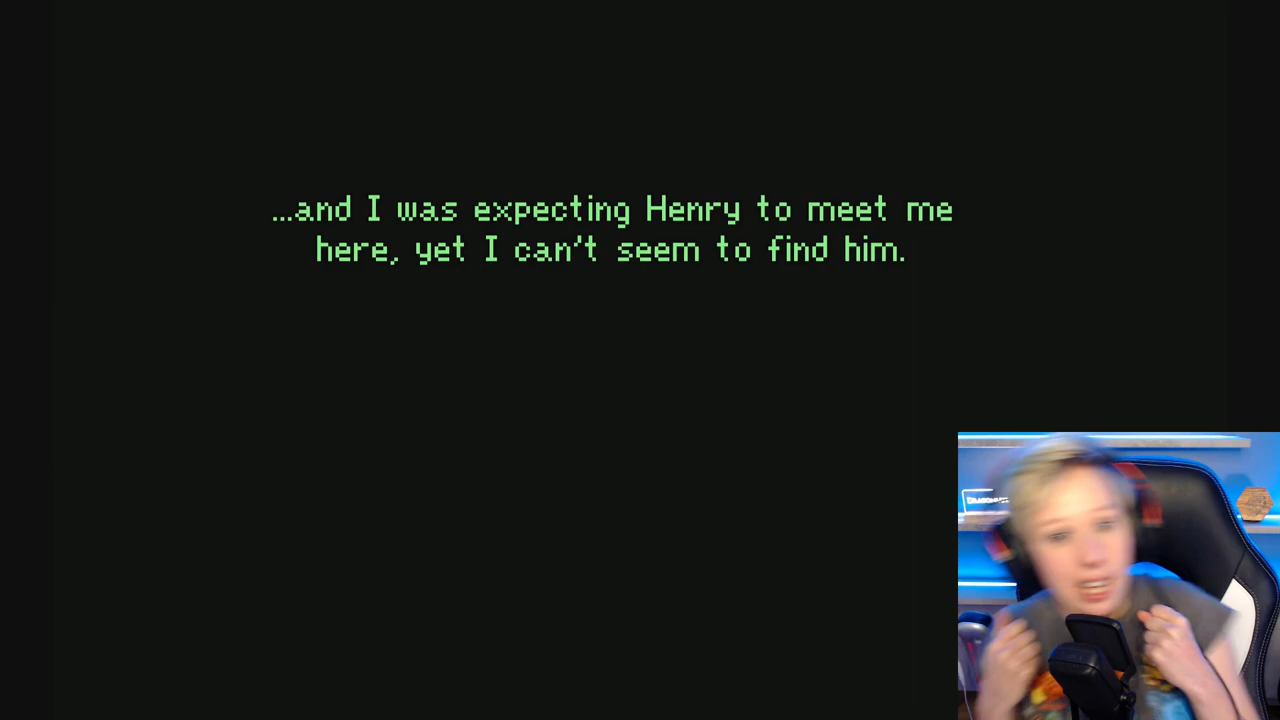 ...and I was expecting Henry to meet me
here, yet I can't seem to find him.